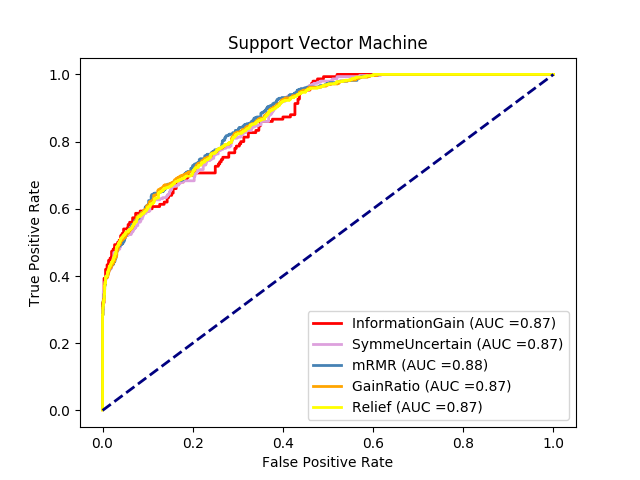 Support Vector Machine
True Positive Rate
1.0
0.8
0.6
0.4
0.2
0.0
InformationGain (AUC =0.87)
SymmeUncertain (AUC =0.87)
mRMR (AUC =0.88)
GainRatio (AUC =0.87)
Relief (AUC =0.87)
0.0 0.2 0.4 0.6 0.8 1.0
False Positive Rate